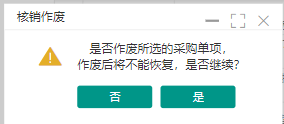 核销作废
是否作废所选的采购单项，
作废后将不能恢复，是否继续？
否 是